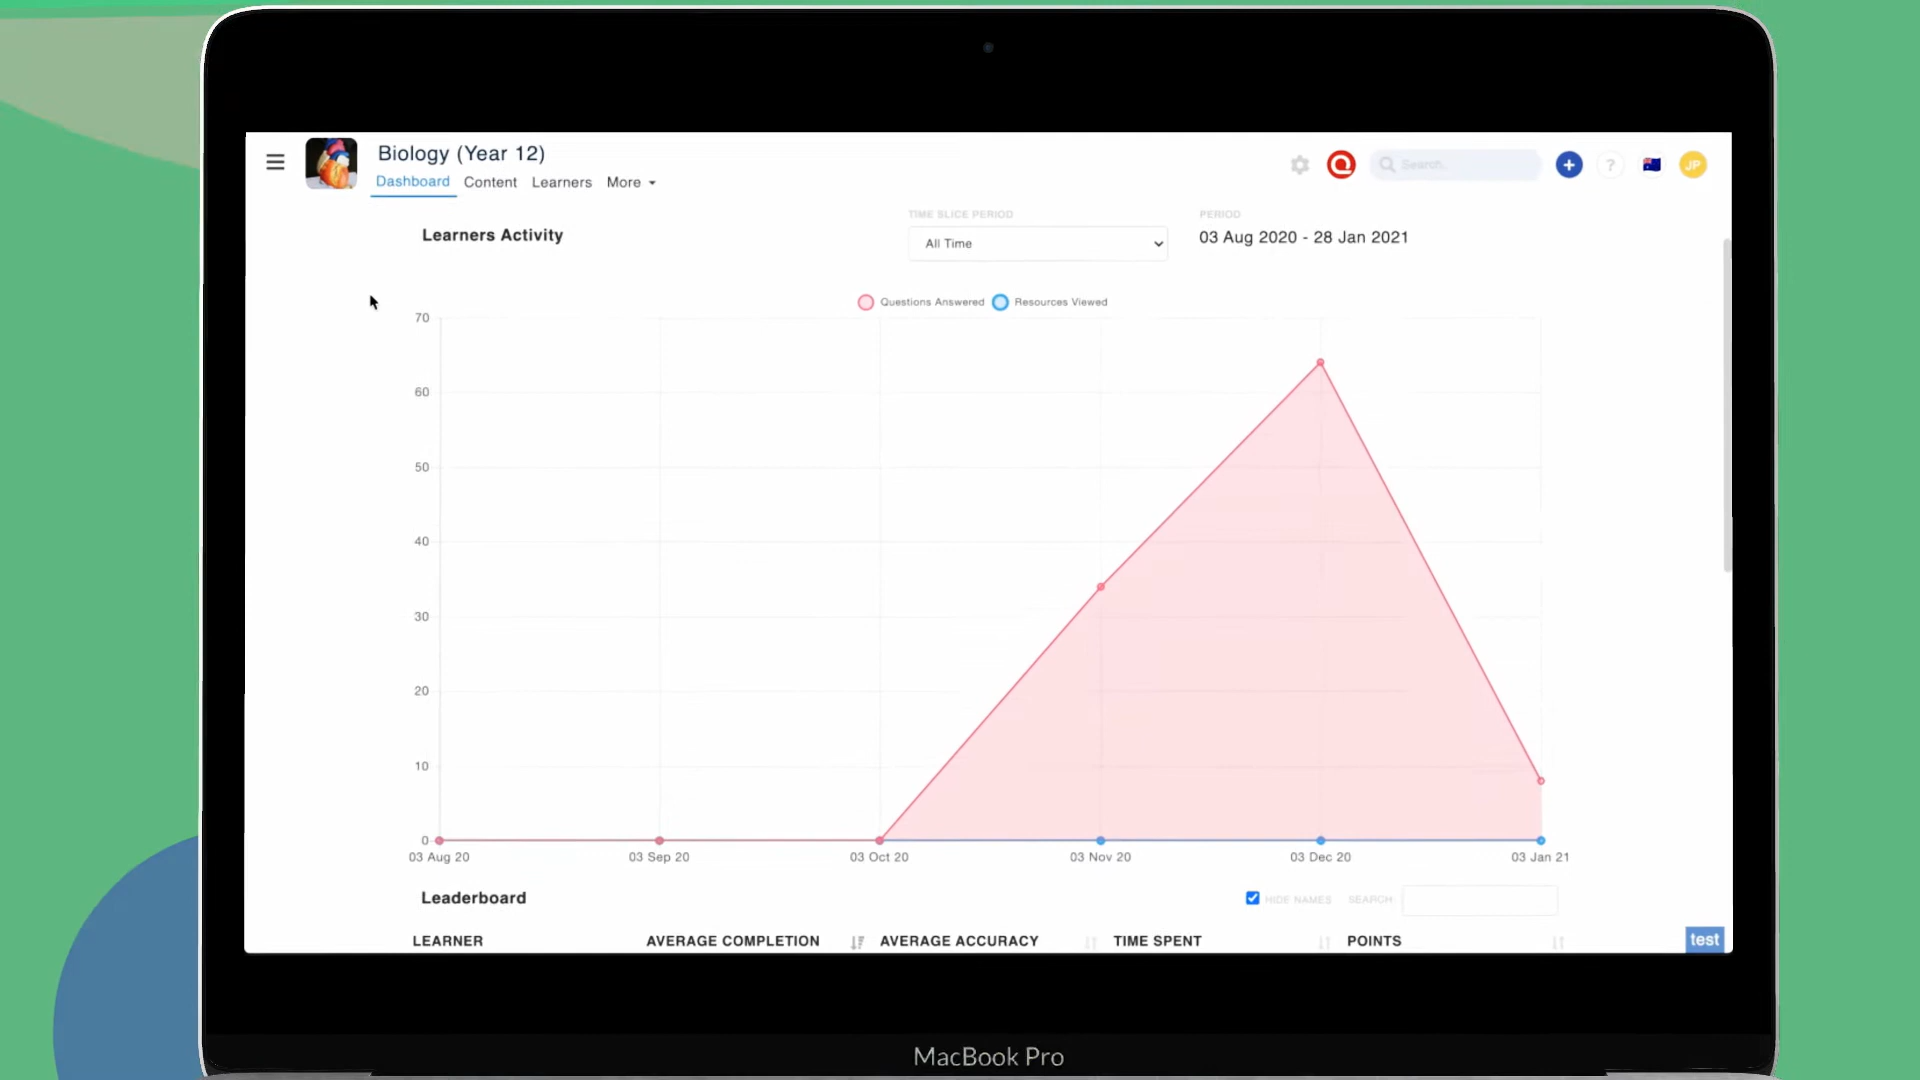 Biology (Year 12)
Dashboard Content Learners More
Search..
?
JP
Learners Activity
TIME SLICE PERIOD
All Time
PERIOD
03 Aug 2020 - 28 Jan 2021
Questions Answered Resources Viewed
70
60
50
40
30
20
10
0
03 Aug 20 03 Sep 20 03 Oct 20 03 Nov 20 03 Dec 20 03 Jan 21
Leaderboard
HIDE NAMES SEARCH:
LEARNER AVERAGE COMPLETION AVERAGE ACCURACY TIME SPENT POINTS
test
MacBook Pro